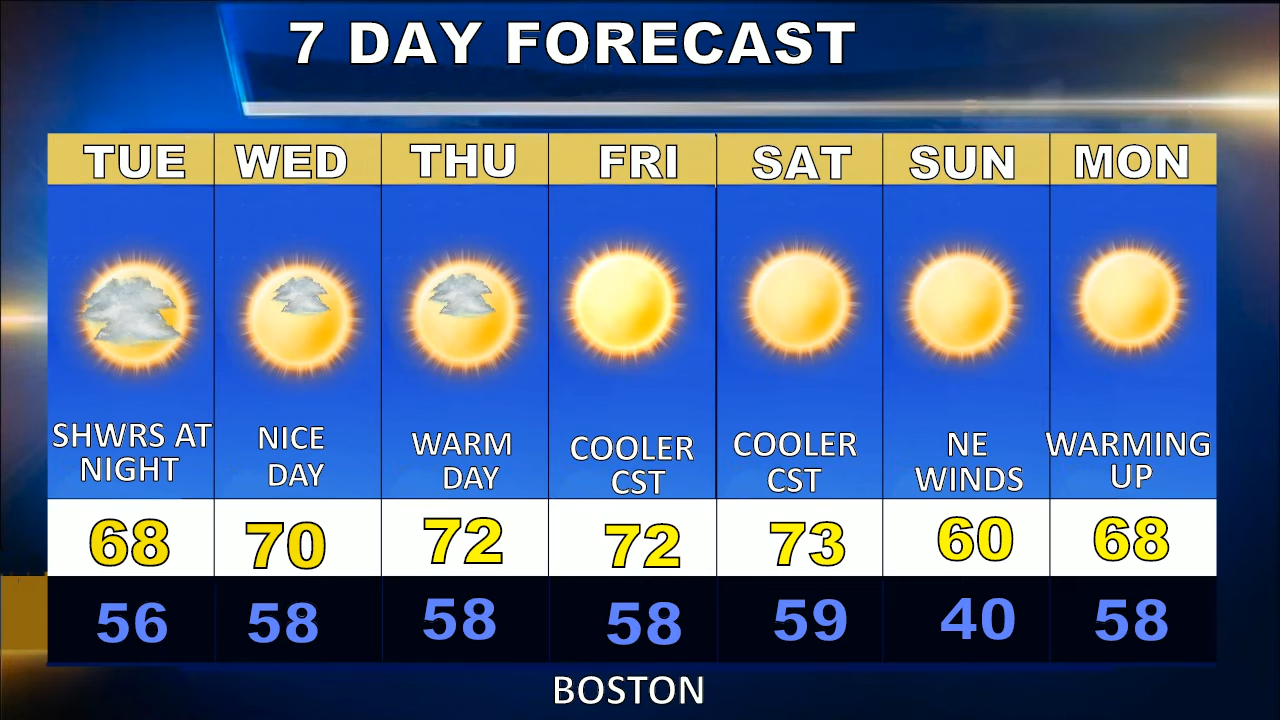 7 DAY FORECAST
TUE WED THU FRI SAT SUN MON
SHWRS AT
NIGHT
NICE
DAY
WARM
DAY
COOLER
CST
COOLER
CST
NE
WINDS
WARMING
UP
68 70 72 72 73 60 68
56 58 58 58 59 40 58
BOSTON